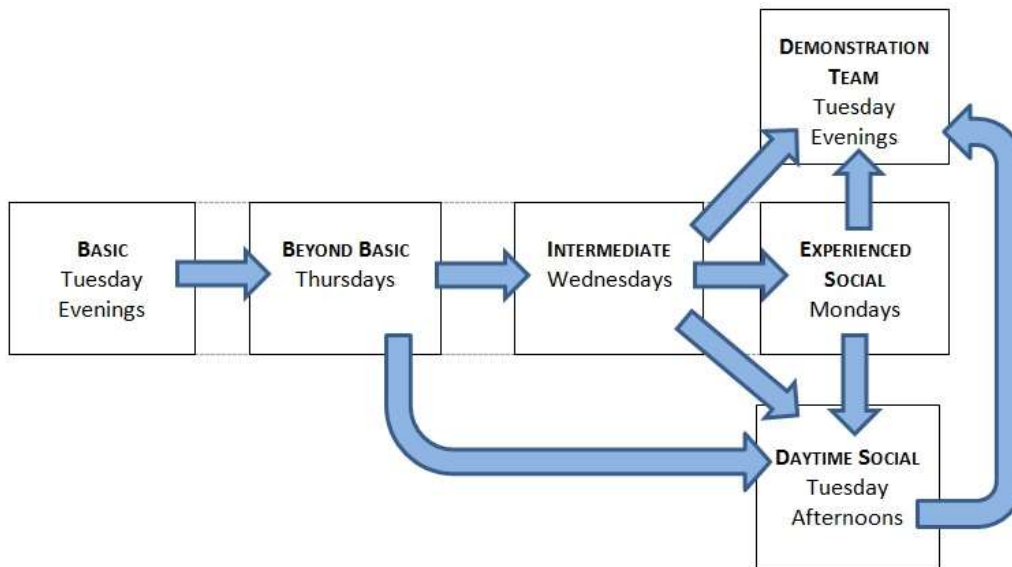 DEMONSTRATION
TEAM
Tuesday
Evenings
BASIC
Tuesday
Evenings
BEYOND BASIC
Thursdays
INTERMEDIATE
Wednesdays
EXPERIENCED
SOCIAL
Mondays
DAYTIME SOCIAL
Tuesday
Afternoons